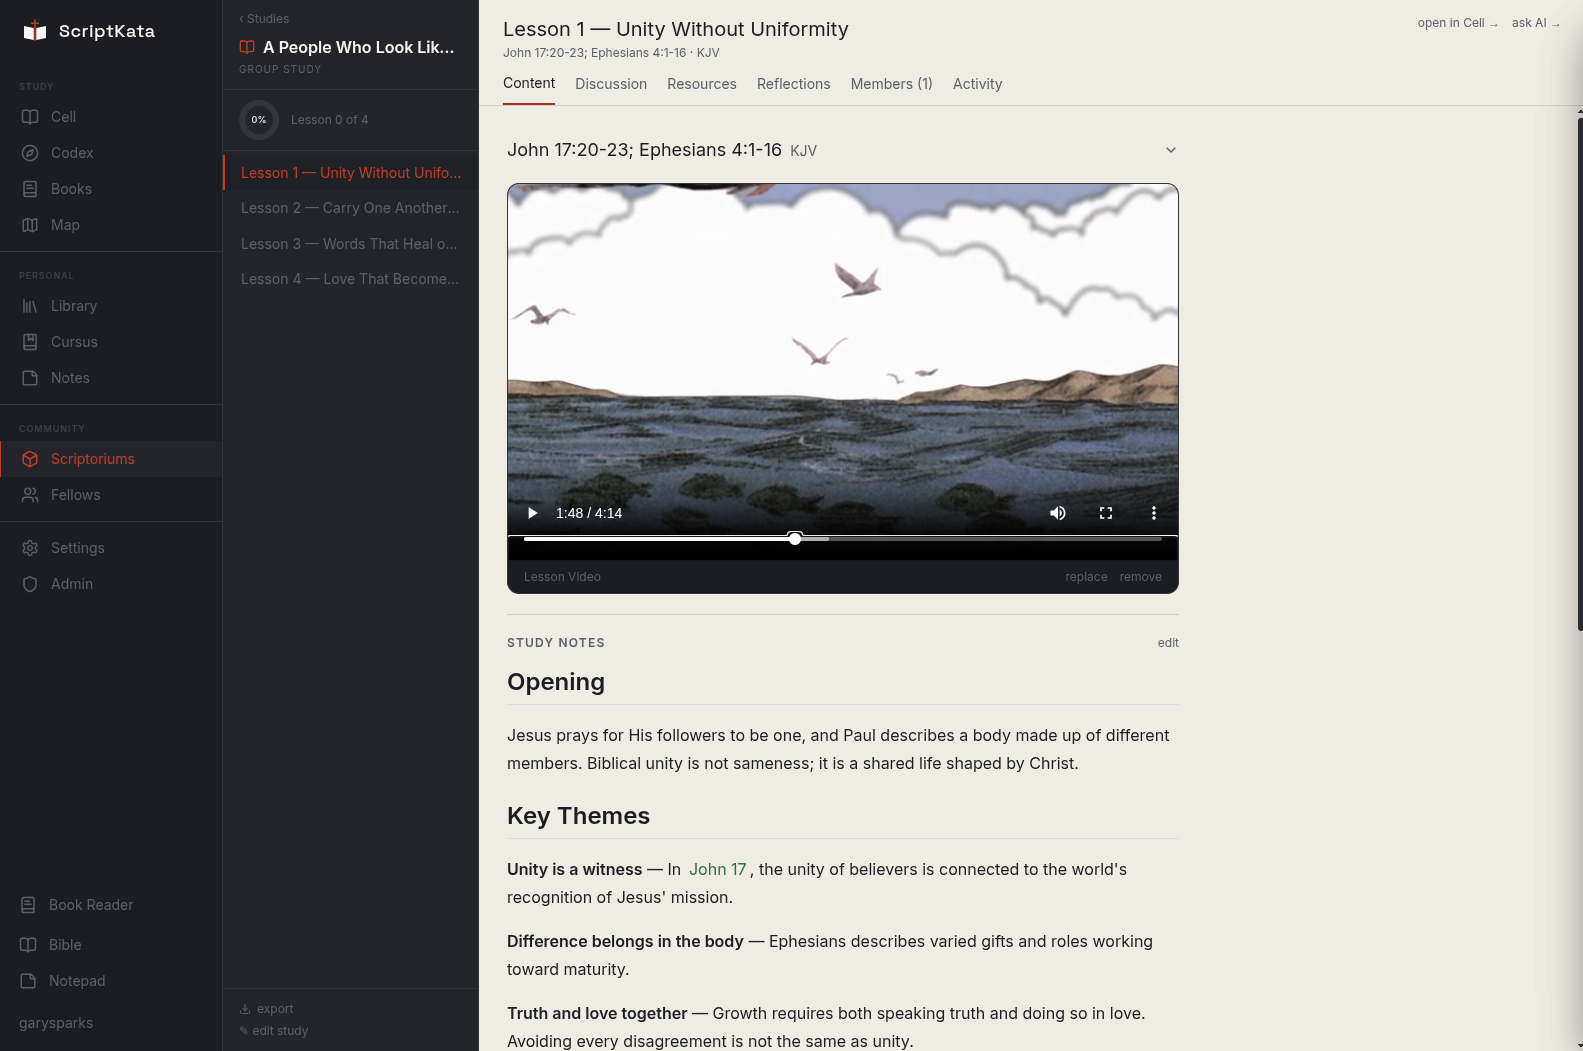 ScriptKata
STUDY
Cell
Codex
Books
Map
PERSONAL
Library
Cursus
Notes
COMMUNITY
Scriptoriums
Fellows
Settings
Admin
Book Reader
Bible
Notepad
garysparks
‹ Studies
A People Who Look Lik...
GROUP STUDY
0%
Lesson 0 of 4
Lesson 1 — Unity Without Unifo...
Lesson 2 — Carry One Another...
Lesson 3 — Words That Heal o...
Lesson 4 — Love That Become...
export
edit study
Lesson 1 — Unity Without Uniformity
John 17:20-23; Ephesians 4:1-16 · KJV
open in Cell → ask AI →
Content Discussion Resources Reflections Members (1) Activity
John 17:20-23; Ephesians 4:1-16 KJV
1:48 / 4:14
Lesson Video replace remove
STUDY NOTES edit
Opening
Jesus prays for His followers to be one, and Paul describes a body made up of different
members. Biblical unity is not sameness; it is a shared life shaped by Christ.
Key Themes
Unity is a witness — In John 17 , the unity of believers is connected to the world's
recognition of Jesus' mission.
Difference belongs in the body — Ephesians describes varied gifts and roles working
toward maturity.
Truth and love together — Growth requires both speaking truth and doing so in love.
Avoiding every disagreement is not the same as unity.